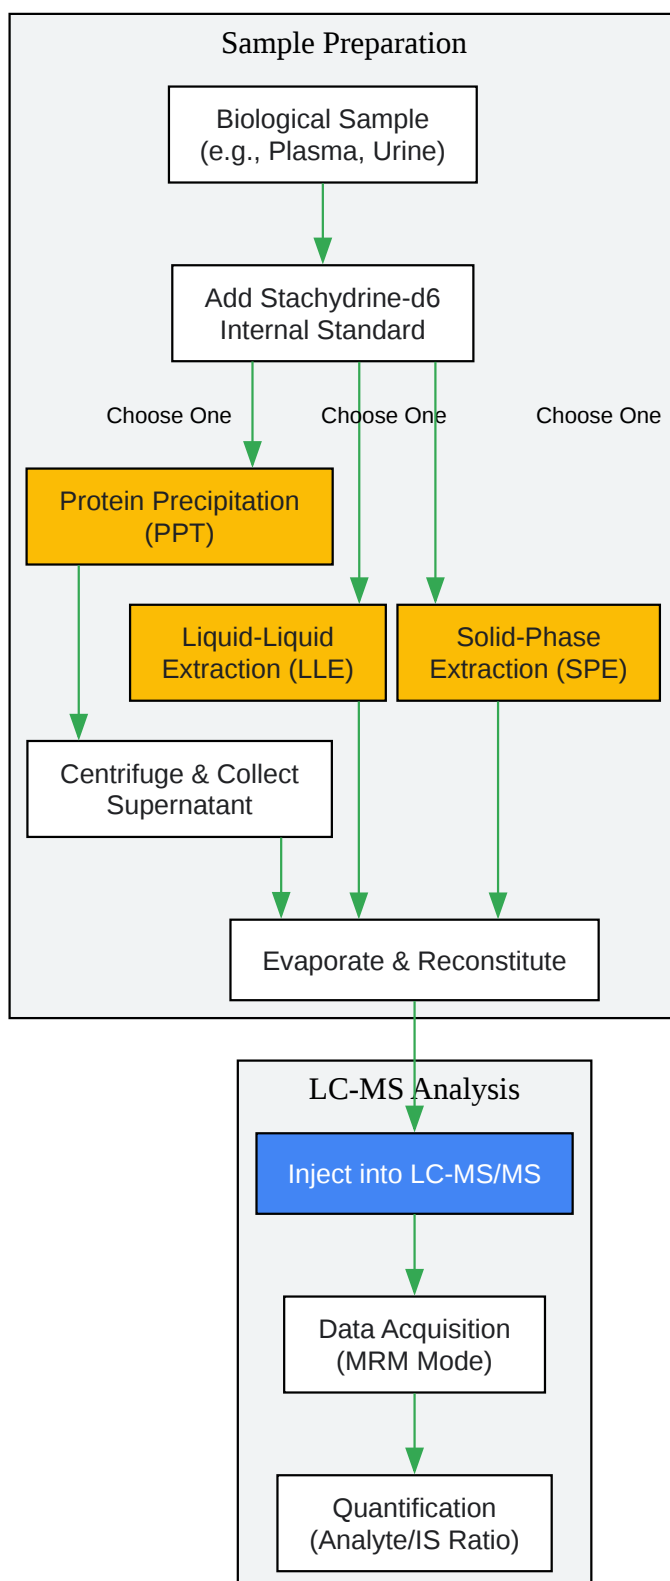 Sample Preparation
Biological Sample
(e.g., Plasma, Urine)
Add Stachydrine-d6
Internal Standard
Choose One
Choose One
Choose One
Protein Precipitation
(PPT)
Liquid-Liquid
Extraction (LLE)
Solid-Phase
Extraction (SPE)
Centrifuge & Collect
Supernatant
Evaporate & Reconstitute
LC-MS Analysis
Inject into LC-MS/MS
Data Acquisition
(MRM Mode)
Quantification
(Analyte/IS Ratio)